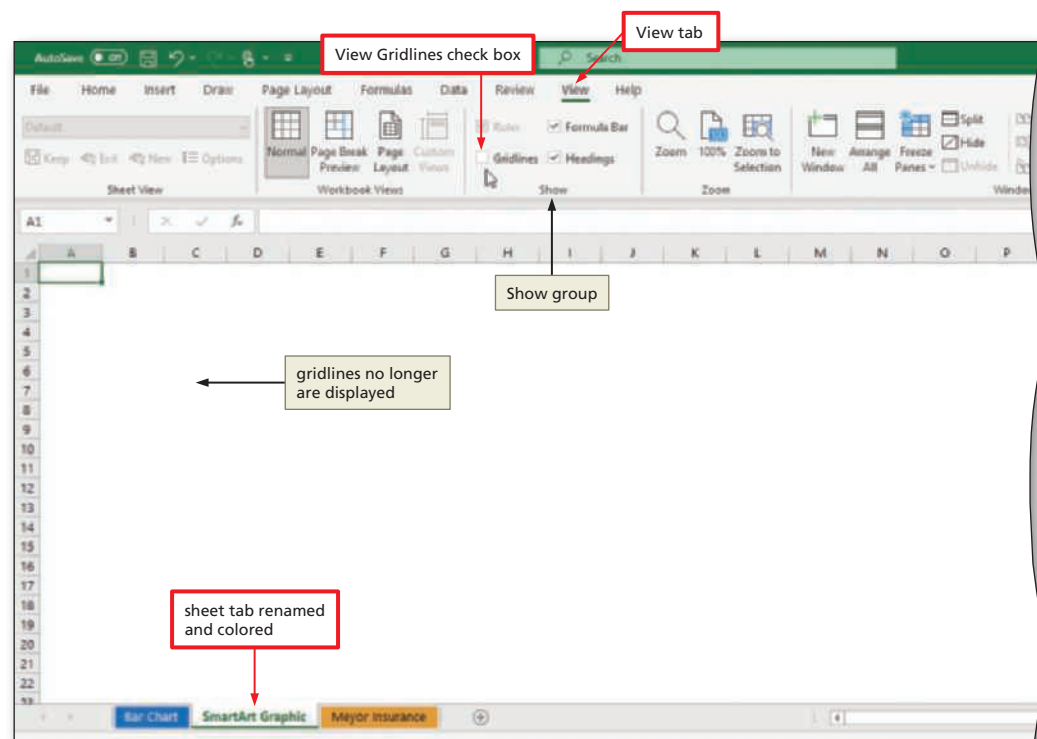 View tab
View Gridlines check box
AutoSave Off Search
File Home Insert Draw Page Layout Formulas Data Review View Help
Default
Keep Exit New Options
Sheet View
Normal Page Break Preview Page Layout Custom Views
Workbook Views
Ruler Formula Bar
Gridlines Headings
Show
Zoom 100% Zoom to Selection
Zoom
New Window Arrange All Freeze Panes Split
Hide
Unhide
Window
A1 fx
A B C D E F G H I J K L M N O P
1
2
3
4
5
6
7
8
9
10
11
12
13
14
15
16
17
18
19
20
21
22
23
Show group
gridlines no longer
are displayed
sheet tab renamed
and colored
Bar Chart SmartArt Graphic Meyor Insurance